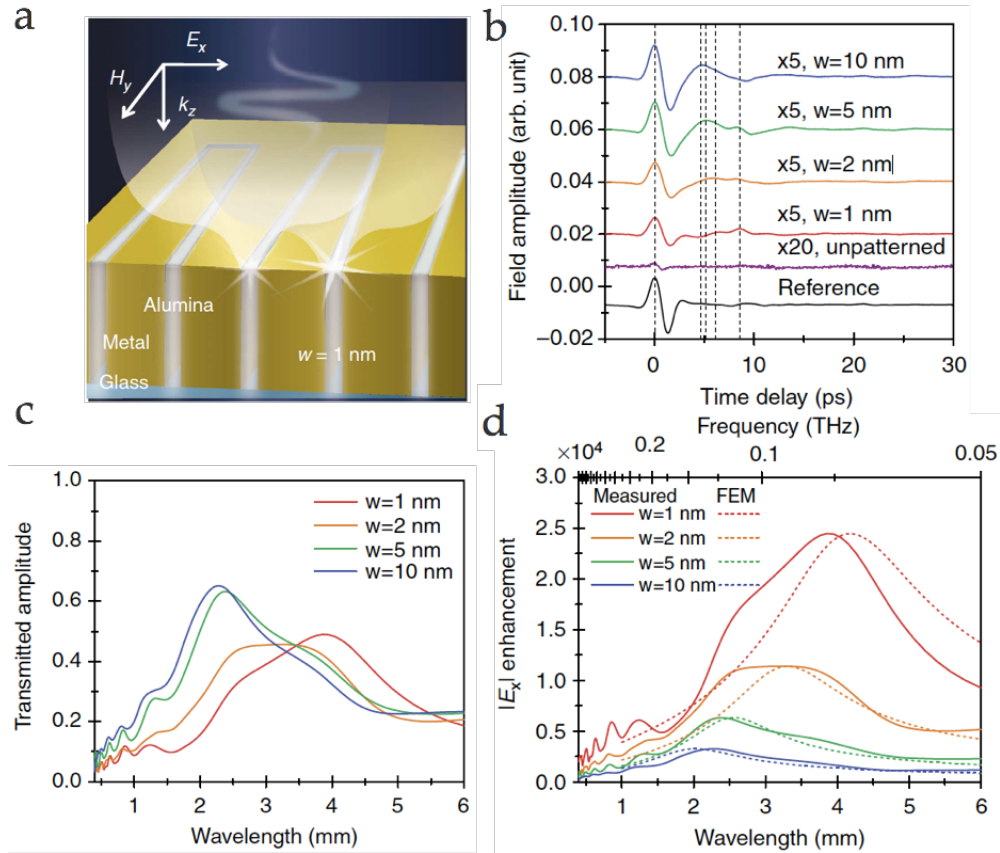 a
Eₓ
Hᵧ
k_z
Alumina
Metal
Glass
w = 1 nm
b
Field amplitude (arb. unit)
0.10
0.08
0.06
0.04
0.02
0.00
−0.02
x5, w=10 nm
x5, w=5 nm
x5, w=2 nm
x5, w=1 nm
x20, unpatterned
Reference
0 10 20 30
Time delay (ps)
c
Transmitted amplitude
1.0
0.8
0.6
0.4
0.2
0.0
w=1 nm
w=2 nm
w=5 nm
w=10 nm
1 2 3 4 5 6
Wavelength (mm)
d
Frequency (THz)
×10⁴ 0.2 0.1 0.05
|Eₓ| enhancement
3.0
2.5
2.0
1.5
1.0
0.5
0.0
Measured FEM
w=1 nm
w=2 nm
w=5 nm
w=10 nm
1 2 3 4 5 6
Wavelength (mm)